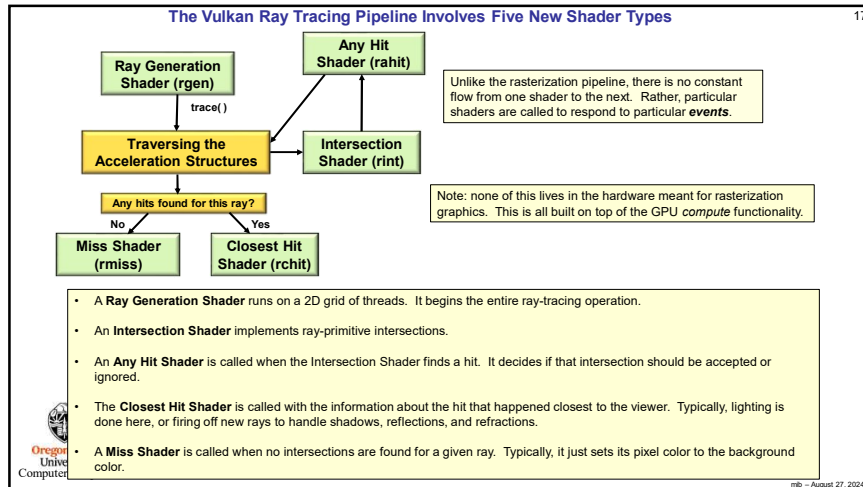 The Vulkan Ray Tracing Pipeline Involves Five New Shader Types
17
Any Hit
Shader (rahit)
Ray Generation
Shader (rgen)
trace( )
Unlike the rasterization pipeline, there is no constant
flow from one shader to the next. Rather, particular
shaders are called to respond to particular events.
Traversing the
Acceleration Structures
Intersection
Shader (rint)
Any hits found for this ray?
No
Yes
Note: none of this lives in the hardware meant for rasterization
graphics. This is all built on top of the GPU compute functionality.
Miss Shader
(rmiss)
Closest Hit
Shader (rchit)
• A Ray Generation Shader runs on a 2D grid of threads. It begins the entire ray-tracing operation.
• An Intersection Shader implements ray-primitive intersections.
• An Any Hit Shader is called when the Intersection Shader finds a hit. It decides if that intersection should be accepted or
ignored.
• The Closest Hit Shader is called with the information about the hit that happened closest to the viewer. Typically, lighting is
done here, or firing off new rays to handle shadows, reflections, and refractions.
• A Miss Shader is called when no intersections are found for a given ray. Typically, it just sets its pixel color to the background
color.
Oregon
Unive
Computer
mjb – August 27, 2024